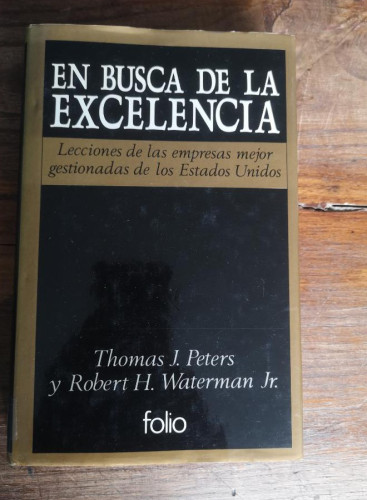 EN BUSCA DE LA
EXCELENCIA
Lecciones de las empresas mejor
gestionadas de los Estados Unidos
Thomas J. Peters
y Robert H. Waterman Jr.
folio